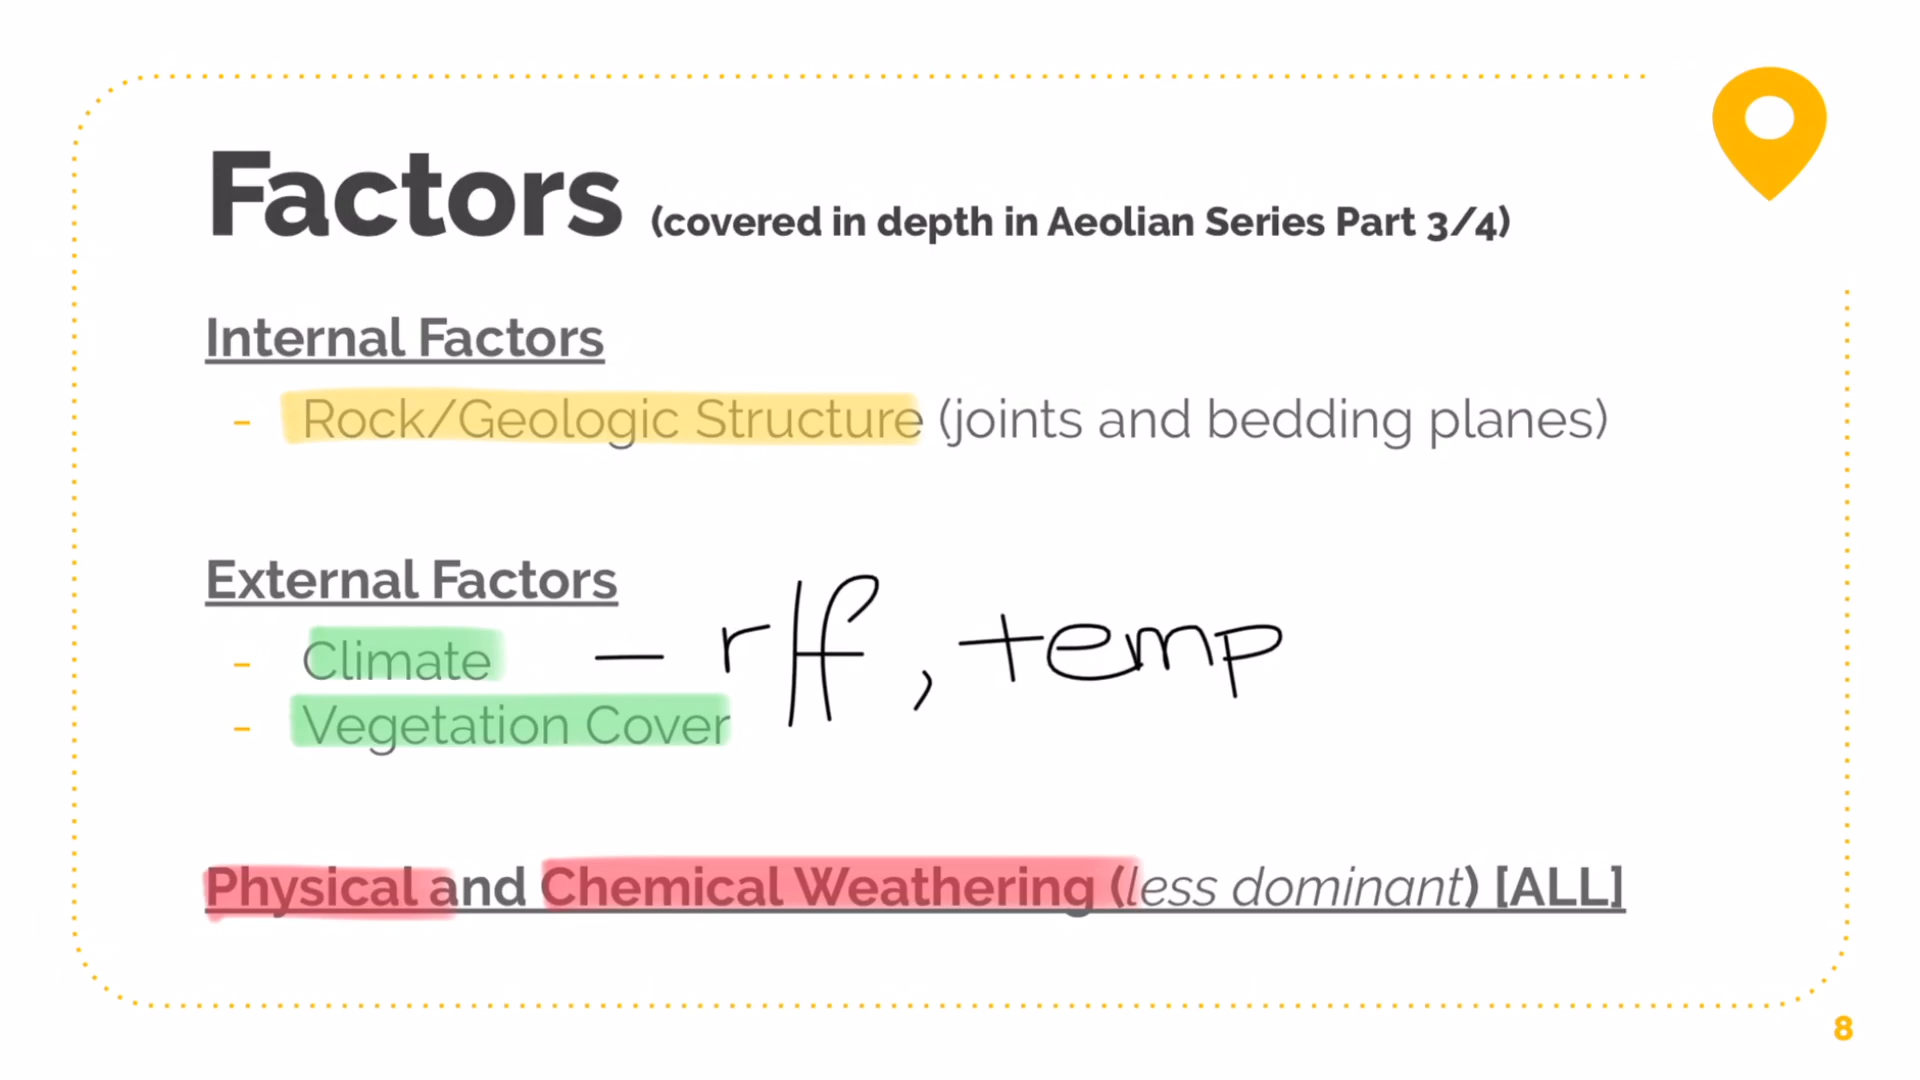 Factors (covered in depth in Aeolian Series Part 3/4)
Internal Factors
- Rock/Geologic Structure (joints and bedding planes)
External Factors
- Climate — r/f, temp
- Vegetation Cover
Physical and Chemical Weathering (less dominant) [ALL]
8